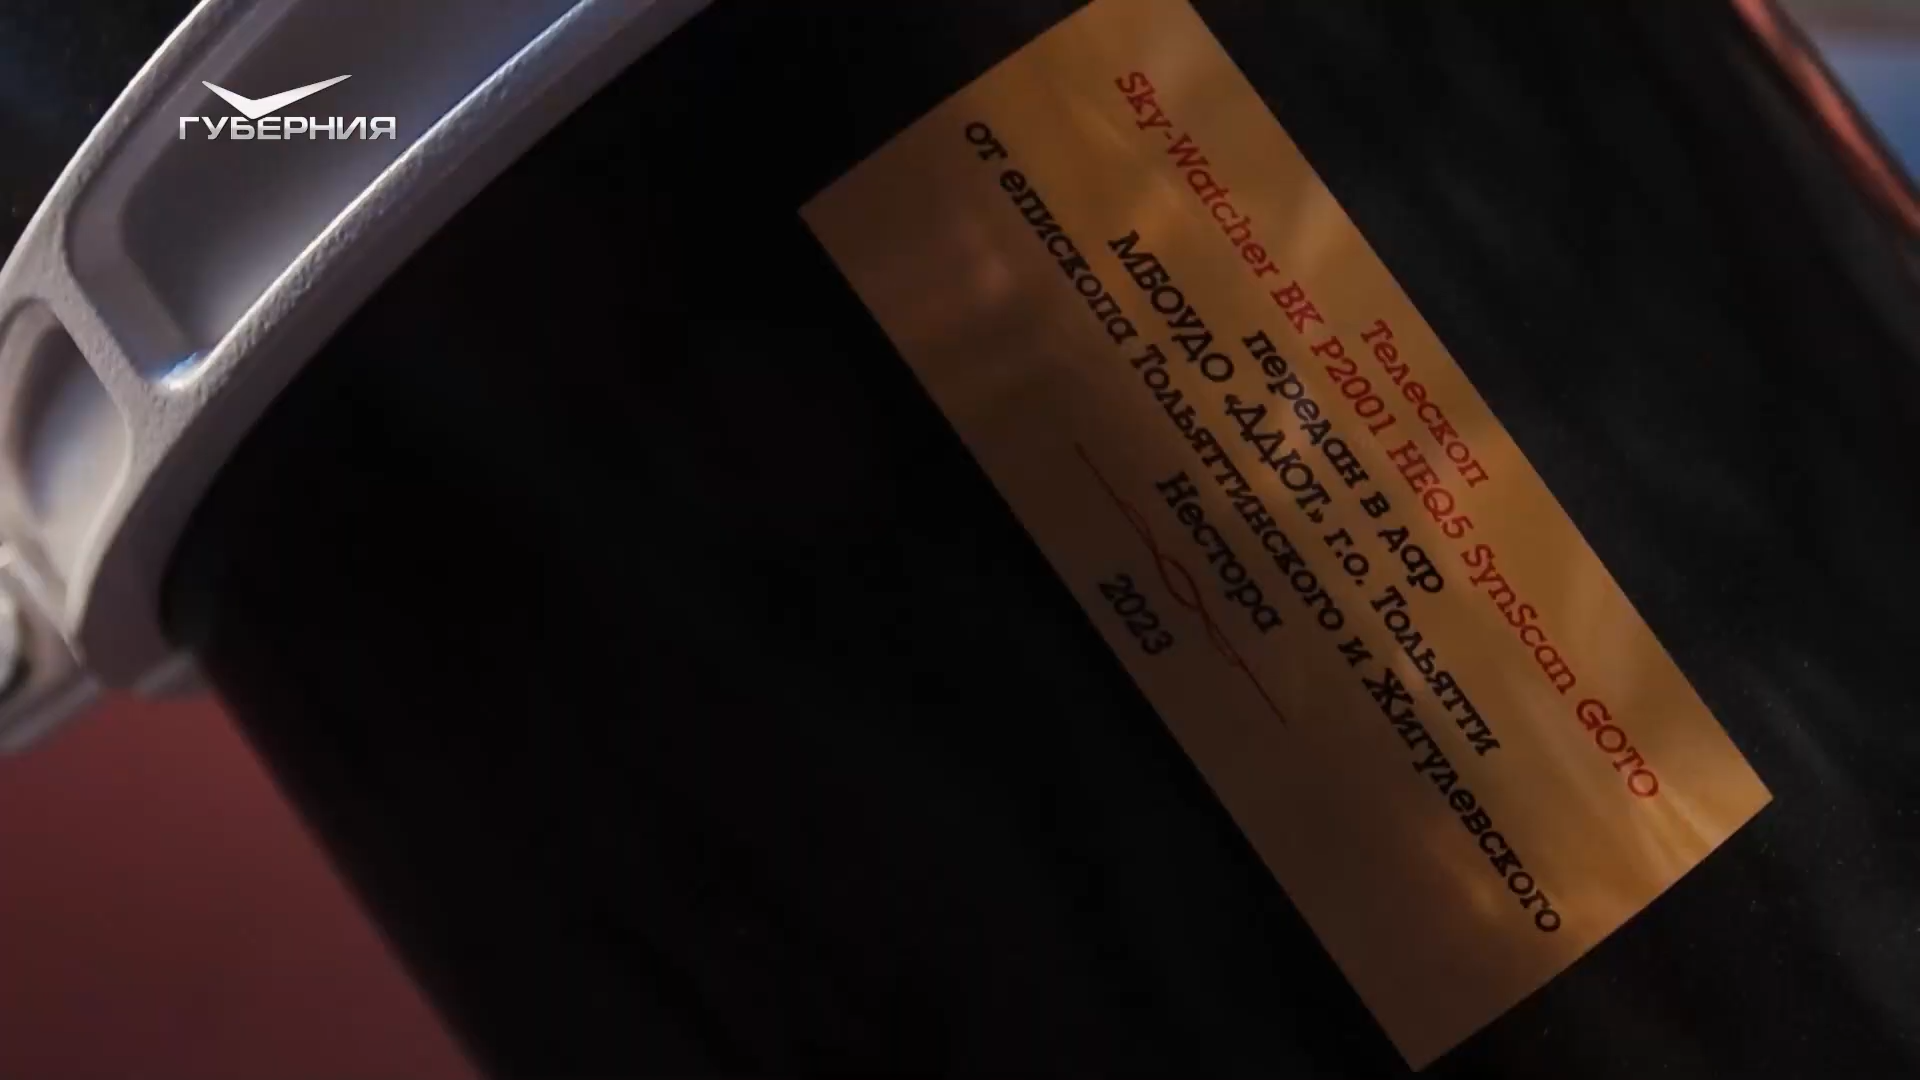 ГУБЕРНИЯ
Телескоп
Sky-Watcher BK P2001 HEQ5 SynScan GOTO
передан в дар
МБОУДО «ДДЮТ» г.о. Тольятти
от епископа Тольяттинского и Жигулевского
Нестора
2023